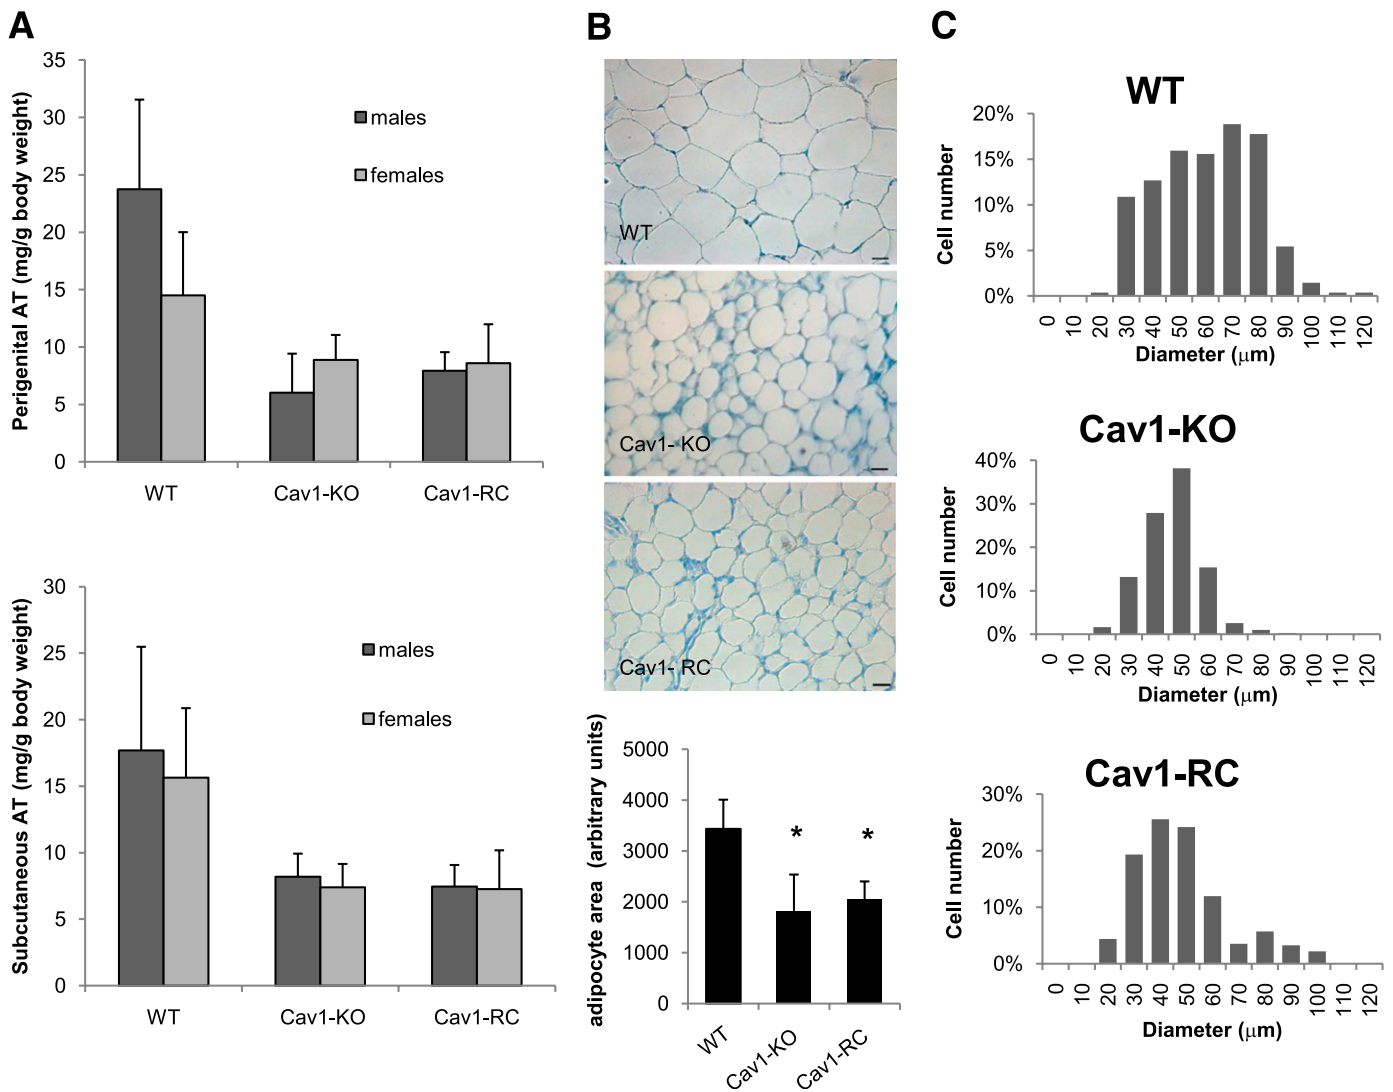 A
35
30
25
20
15
10
5
0
Perigenital AT (mg/g body weight)
males
females
WT
Cav1-KO
Cav1-RC
30
25
20
15
10
5
0
Subcutaneous AT (mg/g body weight)
males
females
WT
Cav1-KO
Cav1-RC
B
WT
Cav1- KO
Cav1- RC
5000
4000
3000
2000
1000
0
adipocyte area (arbitrary units)
*
*
WT
Cav1-KO
Cav1-RC
C
WT
20%
15%
10%
5%
0%
Cell number
0 10 20 30 40 50 60 70 80 90 100 110 120
Diameter (μm)
Cav1-KO
40%
30%
20%
10%
0%
Cell number
0 10 20 30 40 50 60 70 80 90 100 110 120
Diameter (μm)
Cav1-RC
30%
20%
10%
0%
Cell number
0 10 20 30 40 50 60 70 80 90 100 110 120
Diameter (μm)